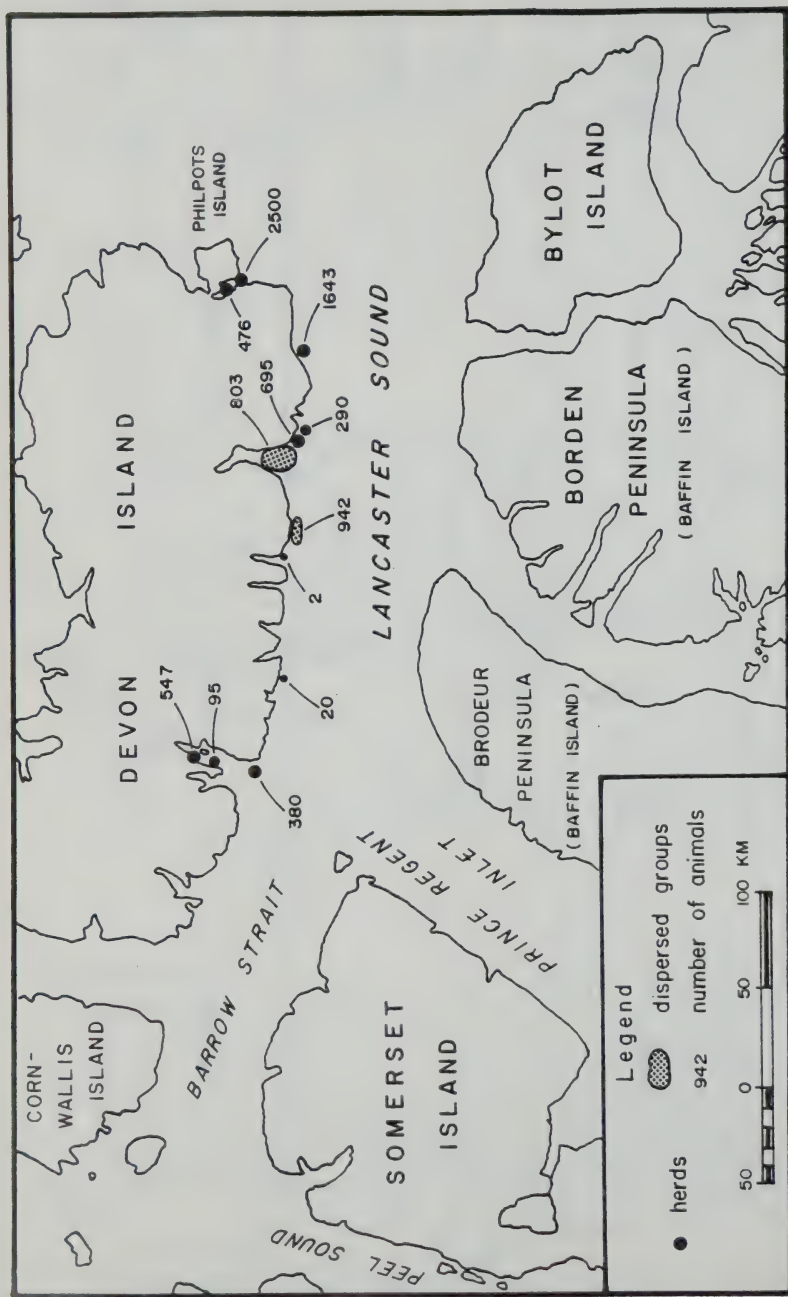 CORN-
WALLIS
ISLAND
DEVON
ISLAND
PHILPOTS
ISLAND
2500
476
1643
803
695
290
942
2
20
547
95
380
BARROW STRAIT
LANCASTER SOUND
PRINCE REGENT
INLET
PEEL SOUND
SOMERSET
ISLAND
BRODEUR
PENINSULA
(BAFFIN ISLAND)
BORDEN
PENINSULA
(BAFFIN ISLAND)
BYLOT
ISLAND
Legend
herds
dispersed groups
942 number of animals
50 0 50 100 KM